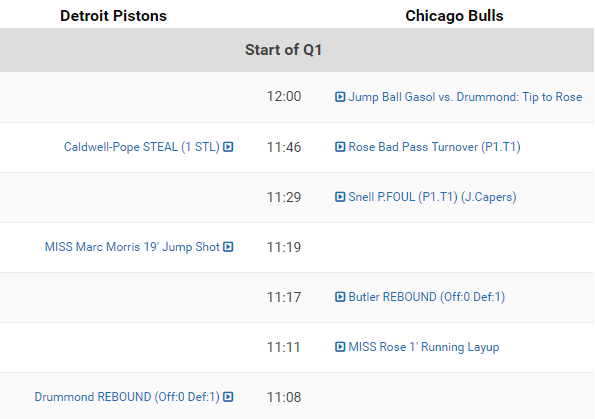 Detroit Pistons Chicago Bulls
Start of Q1
12:00 Jump Ball Gasol vs. Drummond: Tip to Rose
Caldwell-Pope STEAL (1 STL) 11:46 Rose Bad Pass Turnover (P1.T1)
11:29 Snell P.FOUL (P1.T1) (J.Capers)
MISS Marc Morris 19' Jump Shot 11:19
11:17 Butler REBOUND (Off:0 Def:1)
11:11 MISS Rose 1' Running Layup
Drummond REBOUND (Off:0 Def:1) 11:08